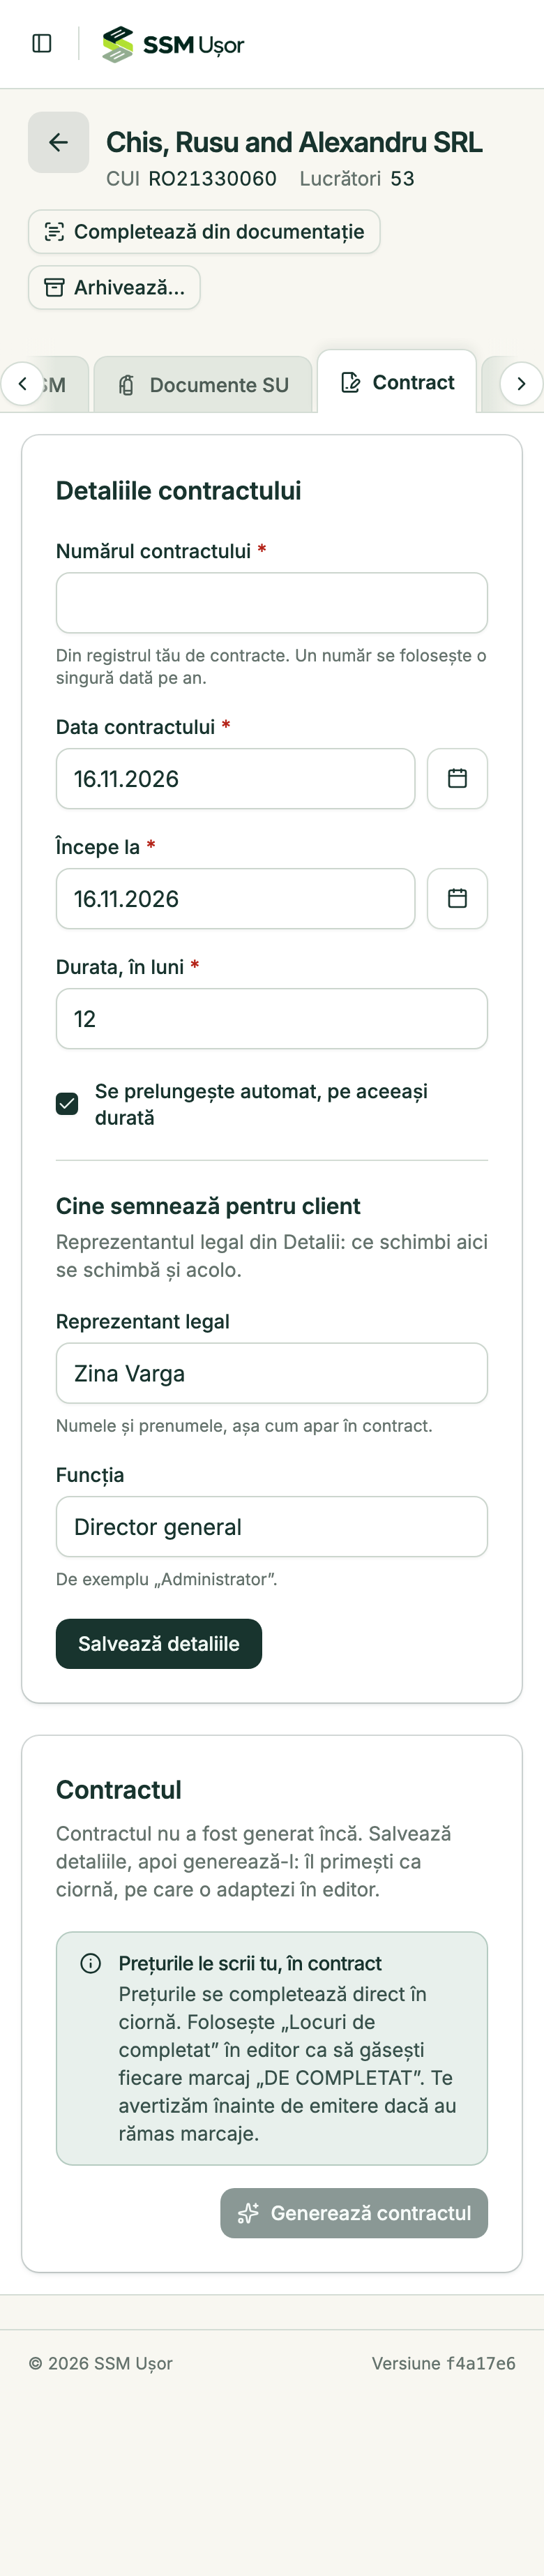 SSM Ușor
Chis, Rusu and Alexandru SRL
CUI RO21330060 Lucrători 53
Completează din documentație
Arhivează...
SM
Documente SU
Contract
Detaliile contractului
Numărul contractului *
Din registrul tău de contracte. Un număr se folosește o
singură dată pe an.
Data contractului *
16.11.2026
Începe la *
16.11.2026
Durata, în luni *
12
Se prelungește automat, pe aceeași
durată
Cine semnează pentru client
Reprezentantul legal din Detalii: ce schimbi aici
se schimbă și acolo.
Reprezentant legal
Zina Varga
Numele și prenumele, așa cum apar în contract.
Funcția
Director general
De exemplu „Administrator”.
Salvează detaliile
Contractul
Contractul nu a fost generat încă. Salvează
detaliile, apoi generează-l: îl primești ca
ciornă, pe care o adaptezi în editor.
Prețurile le scrii tu, în contract
Prețurile se completează direct în
ciornă. Folosește „Locuri de
completat” în editor ca să găsești
fiecare marcaj „DE COMPLETAT”. Te
avertizăm înainte de emitere dacă au
rămas marcaje.
Generează contractul
© 2026 SSM Ușor
Versiune f4a17e6